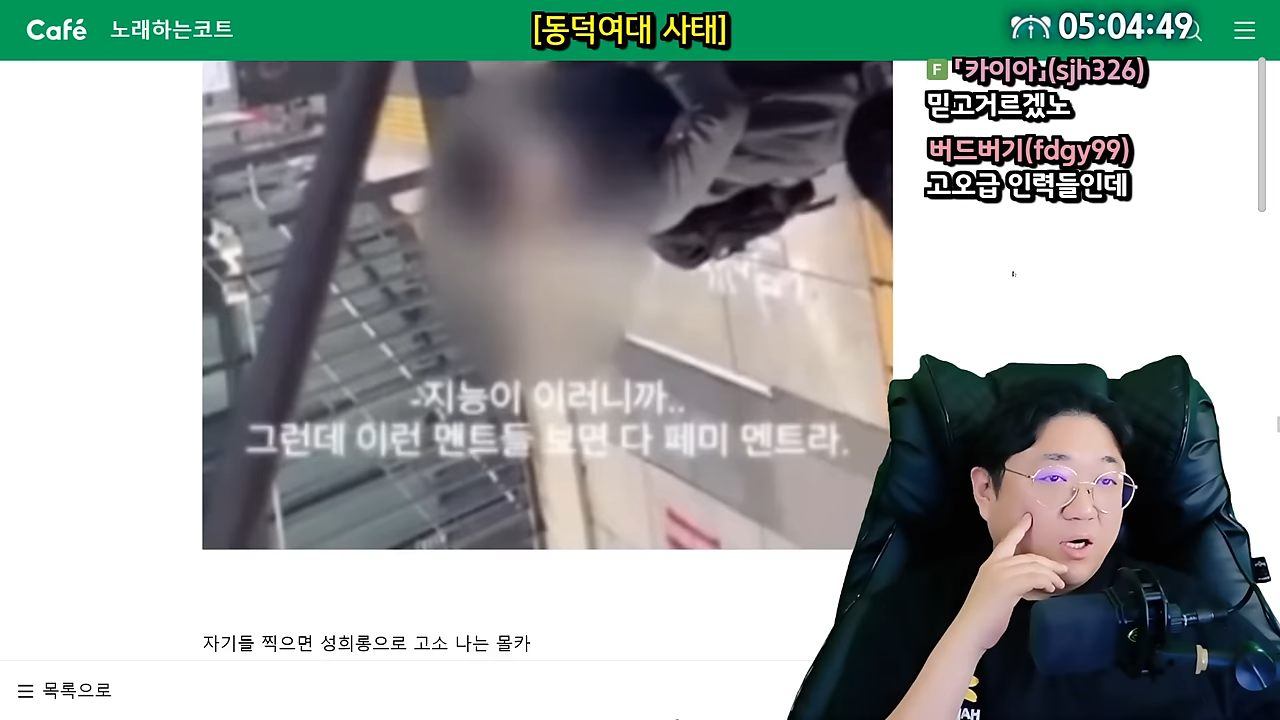 Café 노래하는코트
[동덕여대 사태]
05:04:49
F 「카이아」(sjh326)
믿고거르겠노
버드버기(fdgy99)
고오급 인력들인데
-지능이 이러니까..
그런데 이런 멘트들 보면 다 페미 멘트라.
자기들 찍으면 성희롱으로 고소 나는 몰카
목록으로